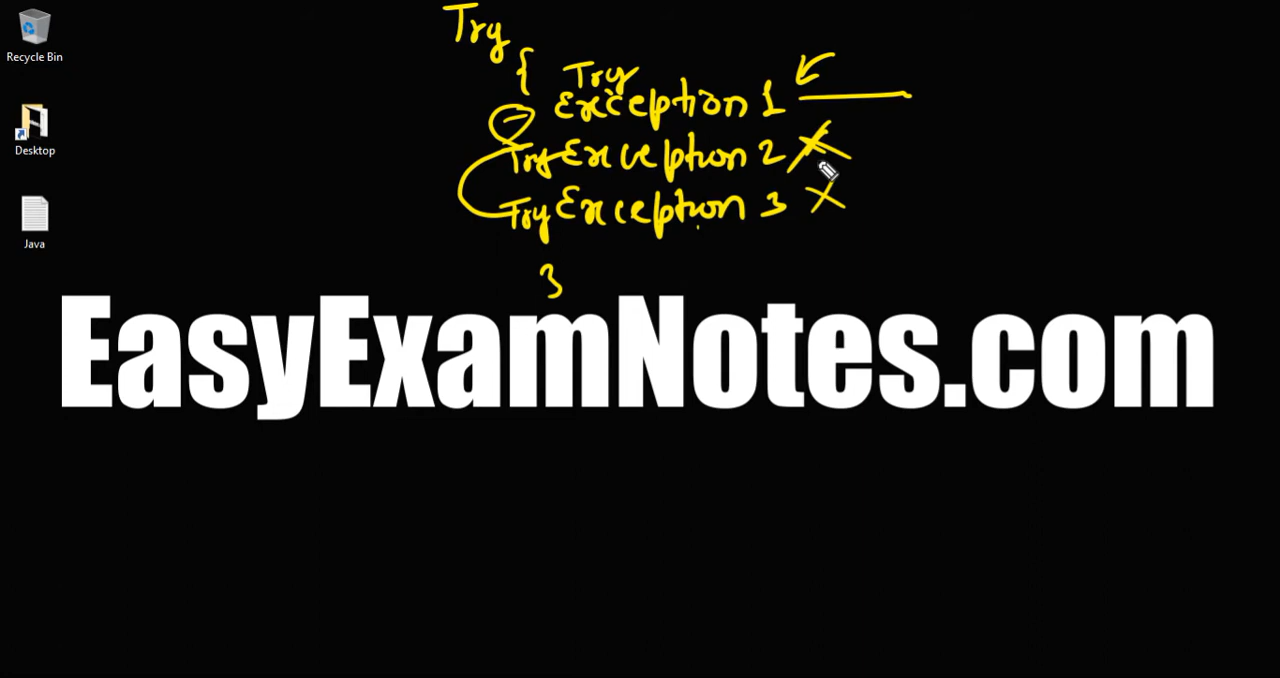 Try
{ Try
Exception 1
Try Exception 2
Try Exception 3
}
EasyExamNotes.com
Recycle Bin
Desktop
Java